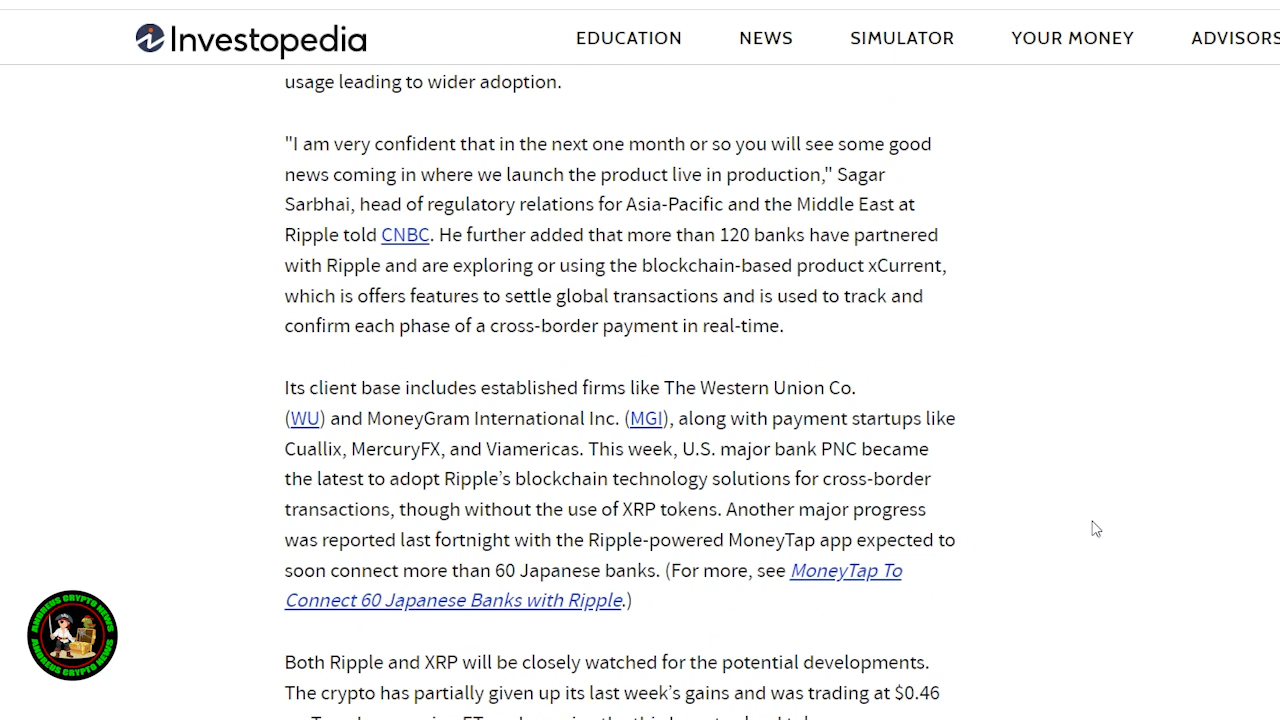 Investopedia
EDUCATION NEWS SIMULATOR YOUR MONEY ADVISORS
usage leading to wider adoption.
"I am very confident that in the next one month or so you will see some good
news coming in where we launch the product live in production," Sagar
Sarbhai, head of regulatory relations for Asia-Pacific and the Middle East at
Ripple told CNBC. He further added that more than 120 banks have partnered
with Ripple and are exploring or using the blockchain-based product xCurrent,
which is offers features to settle global transactions and is used to track and
confirm each phase of a cross-border payment in real-time.
Its client base includes established firms like The Western Union Co.
(WU) and MoneyGram International Inc. (MGI), along with payment startups like
Cuallix, MercuryFX, and Viamericas. This week, U.S. major bank PNC became
the latest to adopt Ripple’s blockchain technology solutions for cross-border
transactions, though without the use of XRP tokens. Another major progress
was reported last fortnight with the Ripple-powered MoneyTap app expected to
soon connect more than 60 Japanese banks. (For more, see MoneyTap To
Connect 60 Japanese Banks with Ripple.)
ANDREUS CRYPTO NEWS
ANDREUS CRYPTO NEWS
Both Ripple and XRP will be closely watched for the potential developments.
The crypto has partially given up its last week’s gains and was trading at $0.46